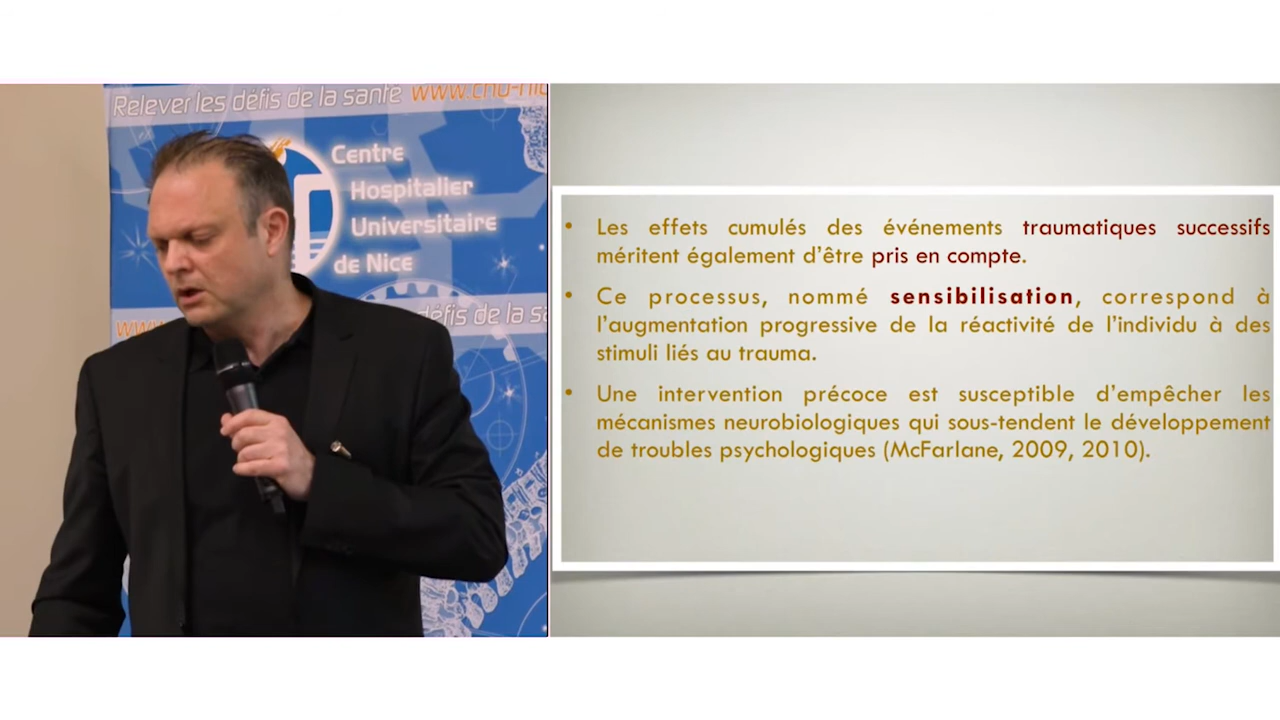 Relever les défis de la santé www.chu-ni
Centre
Hospitalier
Universitaire
de Nice
www.
défis de la sa
• Les effets cumulés des événements traumatiques successifs
méritent également d'être pris en compte.
• Ce processus, nommé sensibilisation, correspond à
l'augmentation progressive de la réactivité de l'individu à des
stimuli liés au trauma.
• Une intervention précoce est susceptible d'empêcher les
mécanismes neurobiologiques qui sous-tendent le développement
de troubles psychologiques (McFarlane, 2009, 2010).